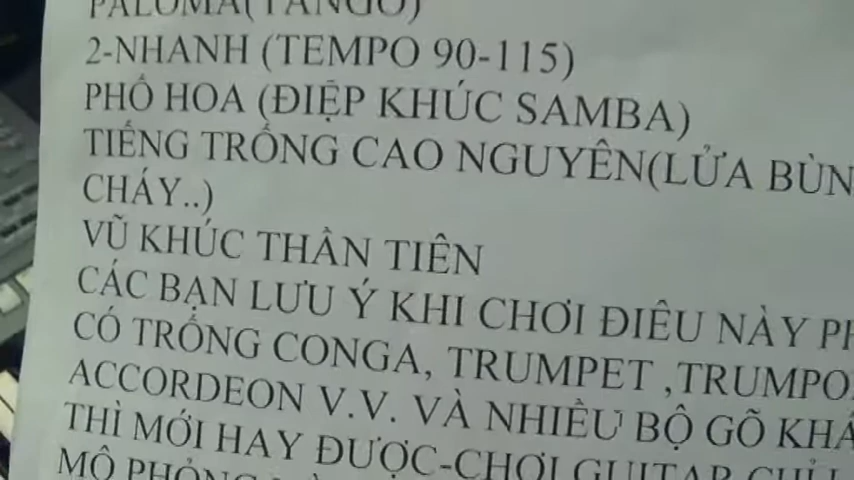 PALOMA(TANGO)
2-NHANH (TEMPO 90-115)
PHỐ HOA (ĐIỆP KHÚC SAMBA)
TIẾNG TRỐNG CAO NGUYÊN(LỬA BÙN
CHÁY..)
VŨ KHÚC THẦN TIÊN
CÁC BẠN LƯU Ý KHI CHƠI ĐIÊU NÀY
CÓ TRỐNG CONGA, TRUMPET ,TRUMPO
ACCORDEON V.V. VÀ NHIỀU BỘ GÕ
THÌ MỚI HAY ĐƯỢC-CHƠI GUITAR
MÔ PHỎNG